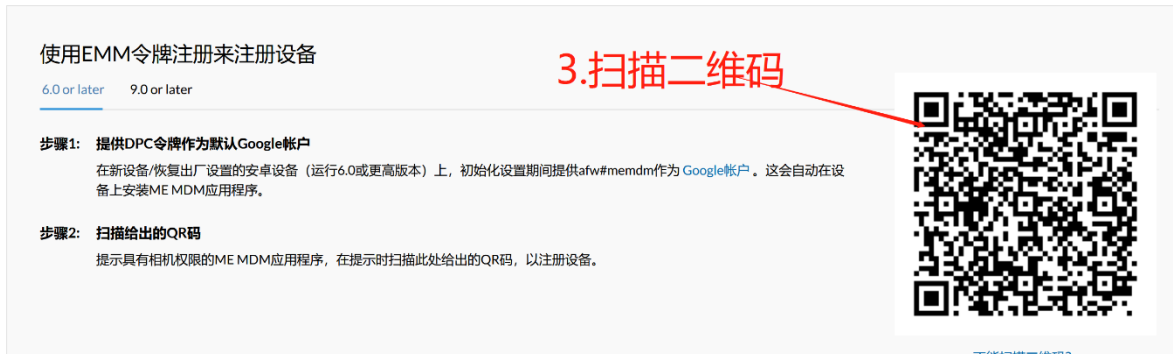 使用EMM令牌注册来注册设备
3.扫描二维码
6.0 or later 9.0 or later
步骤1: 提供DPC令牌作为默认Google帐户
在新设备/恢复出厂设置的安卓设备（运行6.0或更高版本）上，初始化设置期间提供afw#memdm作为 Google帐户 。这会自动在设
备上安装ME MDM应用程序。
步骤2: 扫描给出的QR码
提示具有相机权限的ME MDM应用程序，在提示时扫描此处给出的QR码，以注册设备。